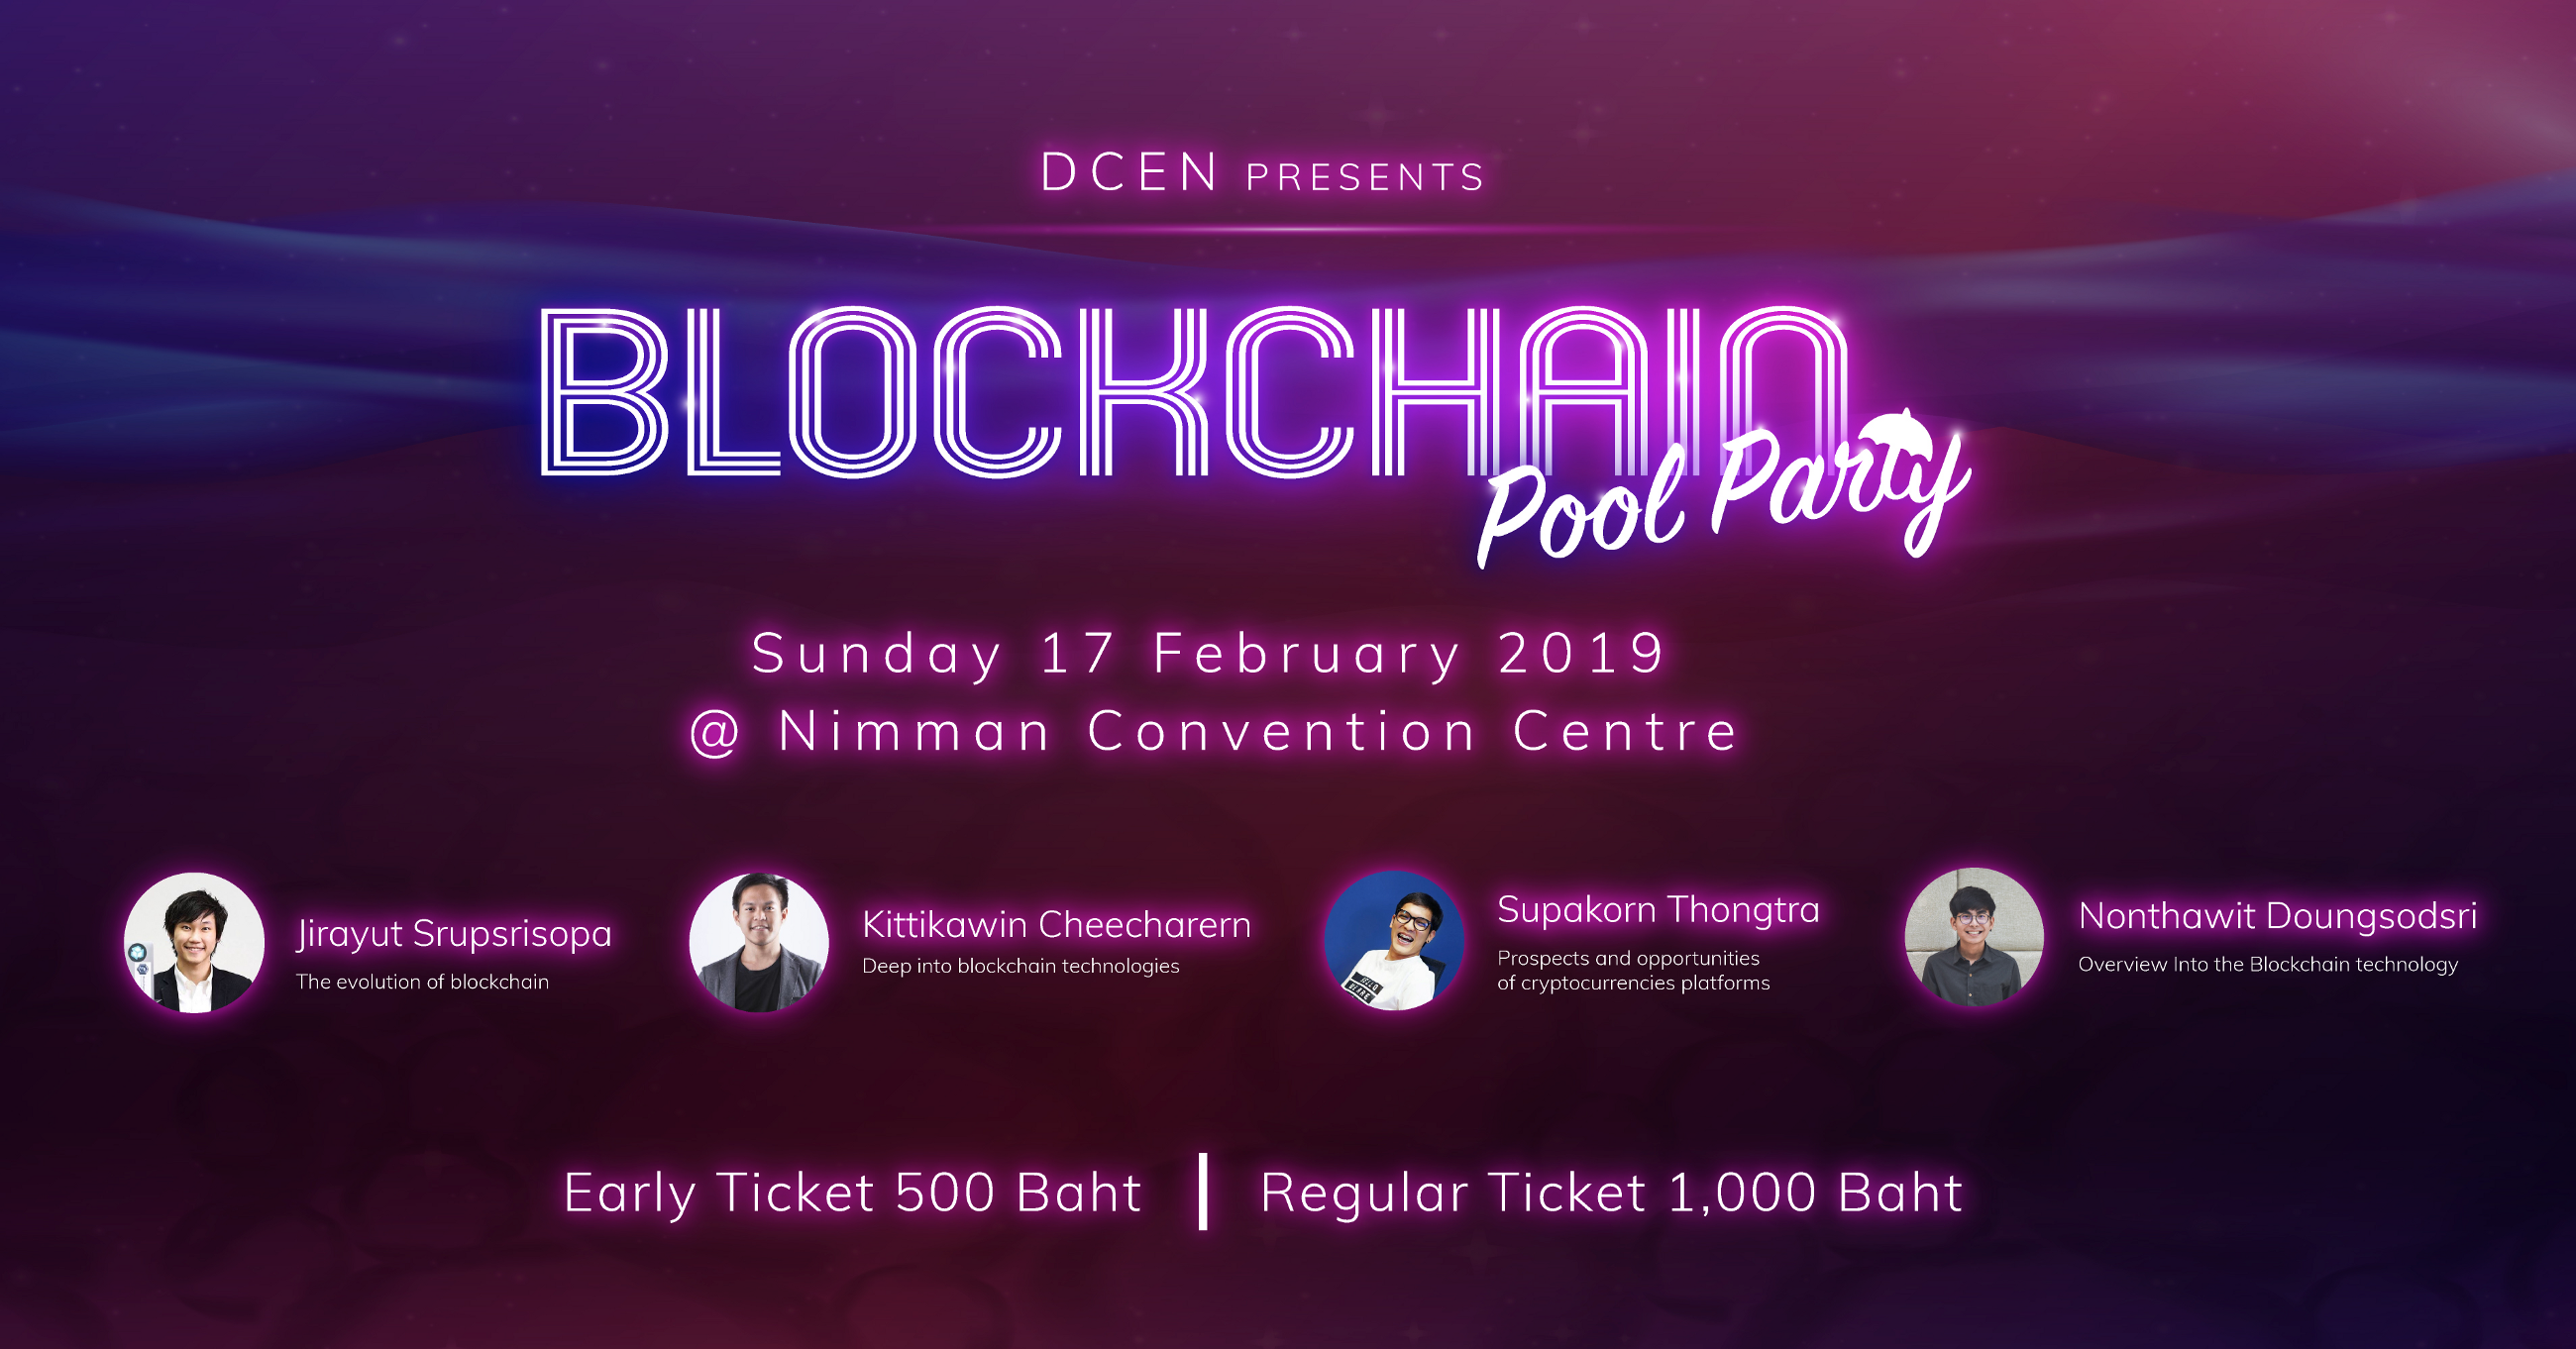 DCEN PRESENTS
BLOCKCHAIN
Pool Party
Sunday 17 February 2019
@ Nimman Convention Centre
Jirayut Srupsrisopa
The evolution of blockchain
Kittikawin Cheecharern
Deep into blockchain technologies
Supakorn Thongtra
Prospects and opportunities
of cryptocurrencies platforms
Nonthawit Doungsodsri
Overview Into the Blockchain technology
Early Ticket 500 Baht | Regular Ticket 1,000 Baht